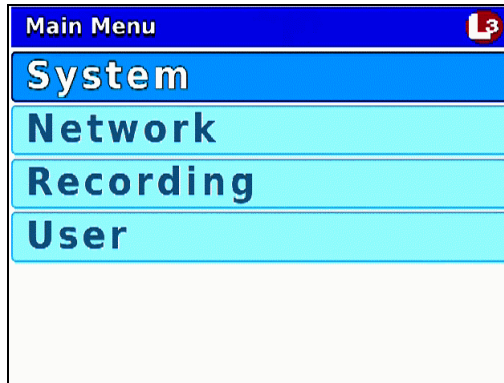 Main Menu
L3
System
Network
Recording
User